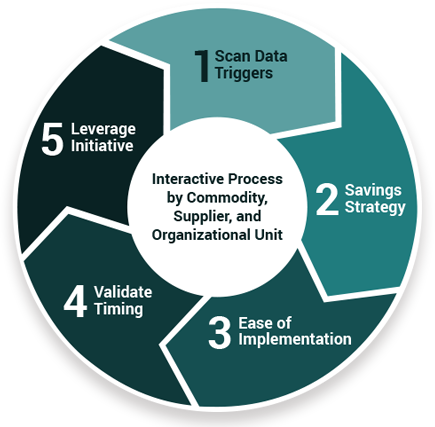 1 Scan Data
Triggers
2 Savings
Strategy
3 Ease of
Implementation
4 Validate
Timing
5 Leverage
Initiative
Interactive Process
by Commodity,
Supplier, and
Organizational Unit